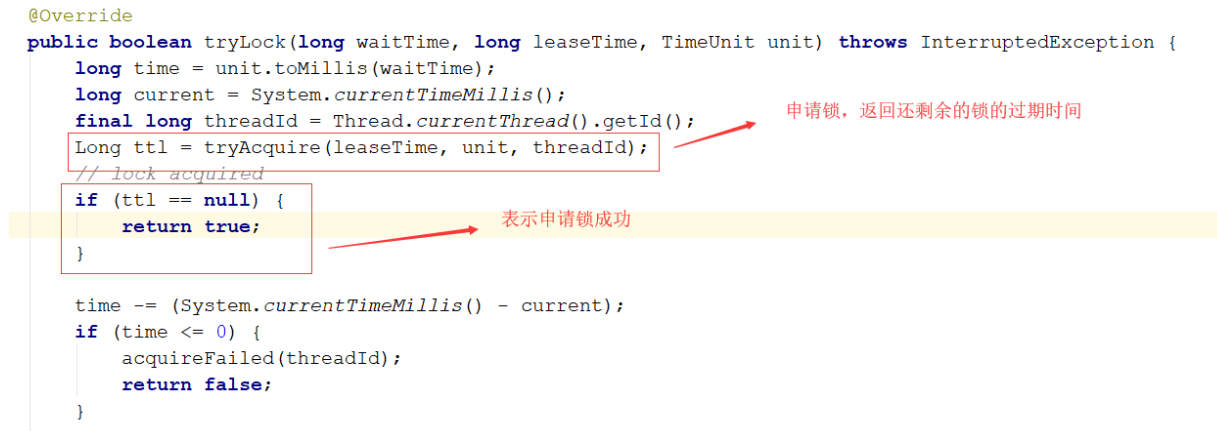 @Override
public boolean tryLock(long waitTime, long leaseTime, TimeUnit unit) throws InterruptedException {
long time = unit.toMillis(waitTime);
long current = System.currentTimeMillis();
final long threadId = Thread.currentThread().getId();
申请锁，返回还剩余的锁的过期时间
Long ttl = tryAcquire(leaseTime, unit, threadId);
// lock acquired
if (ttl == null) {
return true;
表示申请锁成功
}
time -= (System.currentTimeMillis() - current);
if (time <= 0) {
acquireFailed(threadId);
return false;
}